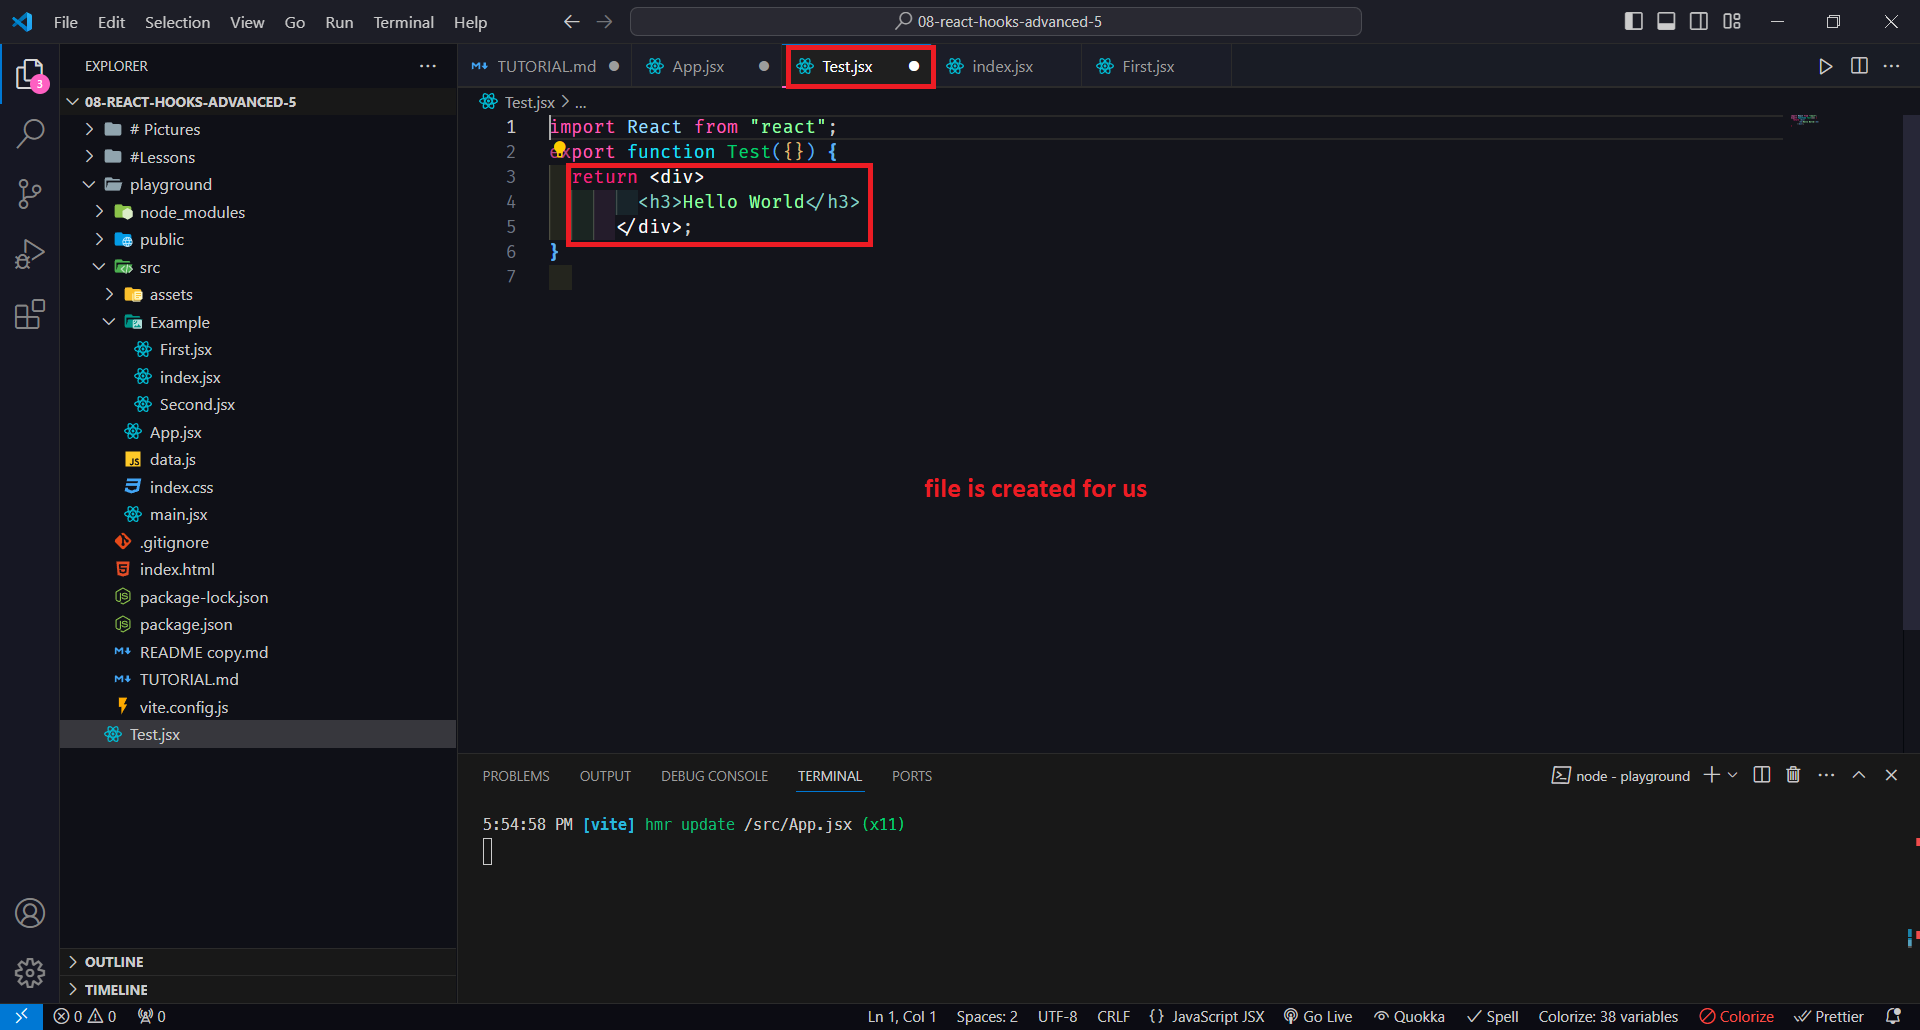 File Edit Selection View Go Run Terminal Help
08-react-hooks-advanced-5
3
EXPLORER
08-REACT-HOOKS-ADVANCED-5
# Pictures
#Lessons
playground
node_modules
public
src
assets
Example
First.jsx
index.jsx
Second.jsx
App.jsx
data.js
index.css
main.jsx
.gitignore
index.html
package-lock.json
package.json
README copy.md
TUTORIAL.md
vite.config.js
Test.jsx
OUTLINE
TIMELINE
TUTORIAL.md App.jsx Test.jsx index.jsx First.jsx
Test.jsx > ...
1 import React from "react";
2 export function Test({}) {
3 return <div>
4 <h3>Hello World</h3>
5 </div>;
6 }
7
file is created for us
PROBLEMS OUTPUT DEBUG CONSOLE TERMINAL PORTS
node - playground
5:54:58 PM [vite] hmr update /src/App.jsx (x11)
0 0 0 Ln 1, Col 1 Spaces: 2 UTF-8 CRLF {} JavaScript JSX Go Live Quokka Spell Colorize: 38 variables Colorize Prettier